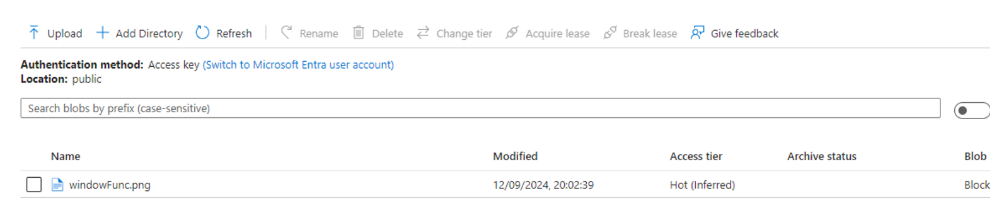 Upload Add Directory Refresh Rename Delete Change tier Acquire lease Break lease Give feedback
Authentication method: Access key (Switch to Microsoft Entra user account)
Location: public
Search blobs by prefix (case-sensitive)
Name Modified Access tier Archive status Blob
windowFunc.png 12/09/2024, 20:02:39 Hot (Inferred) Block